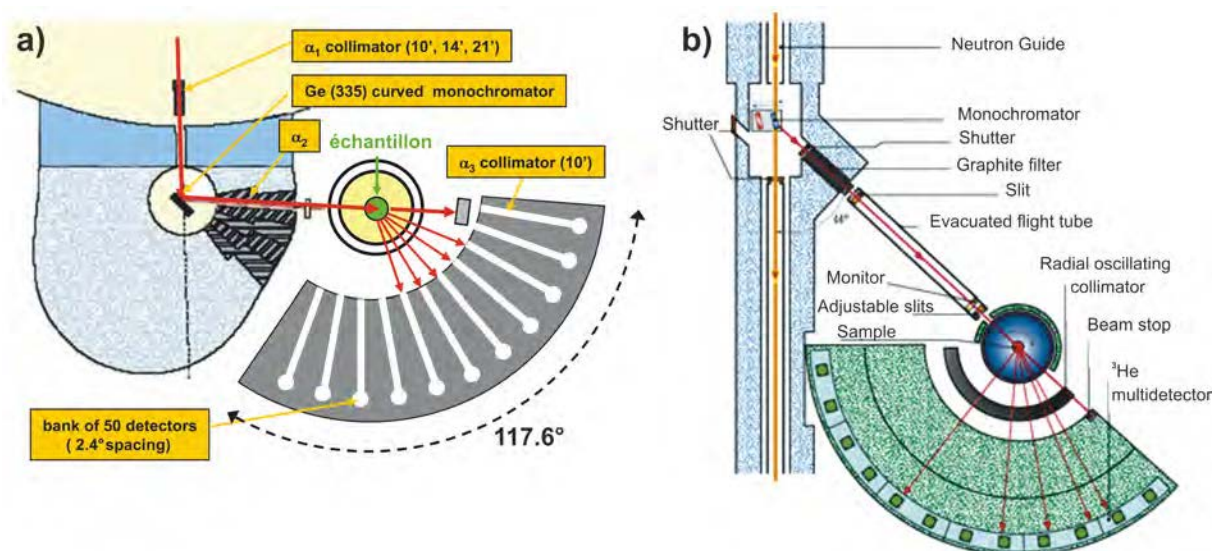 a)
α₁ collimator (10', 14', 21')
Ge (335) curved monochromator
α₂
échantillon
α₃ collimator (10')
bank of 50 detectors
( 2.4°spacing)
117.6°
b)
Neutron Guide
Monochromator
Shutter
Shutter
Graphite filter
Slit
Evacuated flight tube
44°
Monitor
Radial oscillating
collimator
Adjustable slits
Beam stop
Sample
³He
multidetector